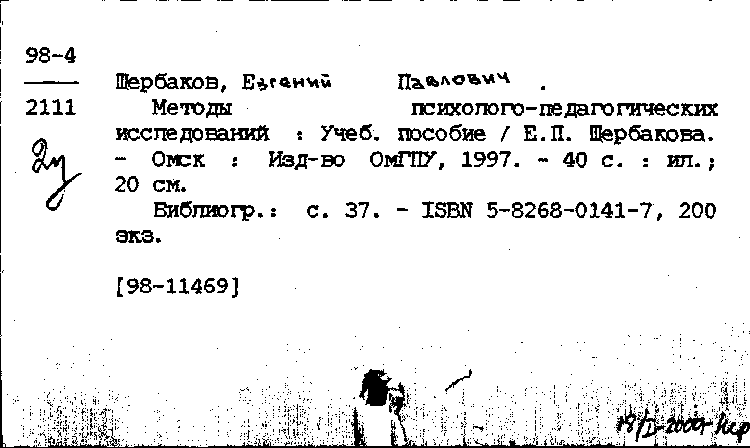 98-4
Щербаков, Евгений Павлович .
2111 Методы психолого-педагогических
исследований : Учеб. пособие / Е.П. Щербакова.
- Омск : Изд-во ОмГПУ, 1997. - 40 с. : ил.;
20 см.
Библиогр.: с. 37. - ISBN 5-8268-0141-7, 200
экз.
[98-11469]